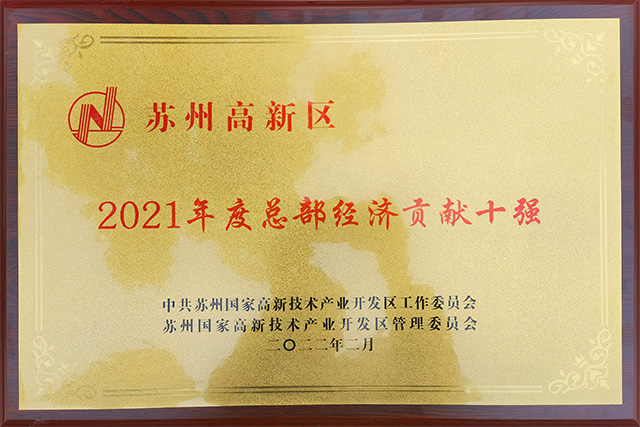 苏州高新区
2021年度总部经济贡献十强
中共苏州国家高新技术产业开发区工作委员会
苏州国家高新技术产业开发区管理委员会
二〇二二年二月